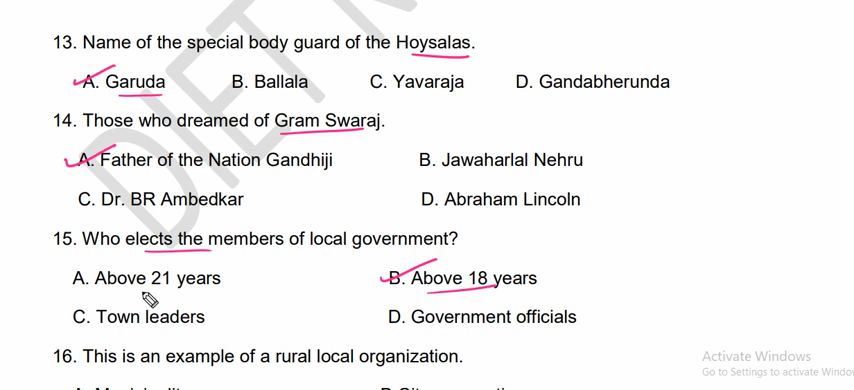 13. Name of the special body guard of the Hoysalas.
A. Garuda B. Ballala C. Yavaraja D. Gandabherunda
14. Those who dreamed of Gram Swaraj.
A. Father of the Nation Gandhiji B. Jawaharlal Nehru
C. Dr. BR Ambedkar D. Abraham Lincoln
15. Who elects the members of local government?
A. Above 21 years B. Above 18 years
C. Town leaders D. Government officials
16. This is an example of a rural local organization.
Activate Windows
Go to Settings to activate Windo
DIET